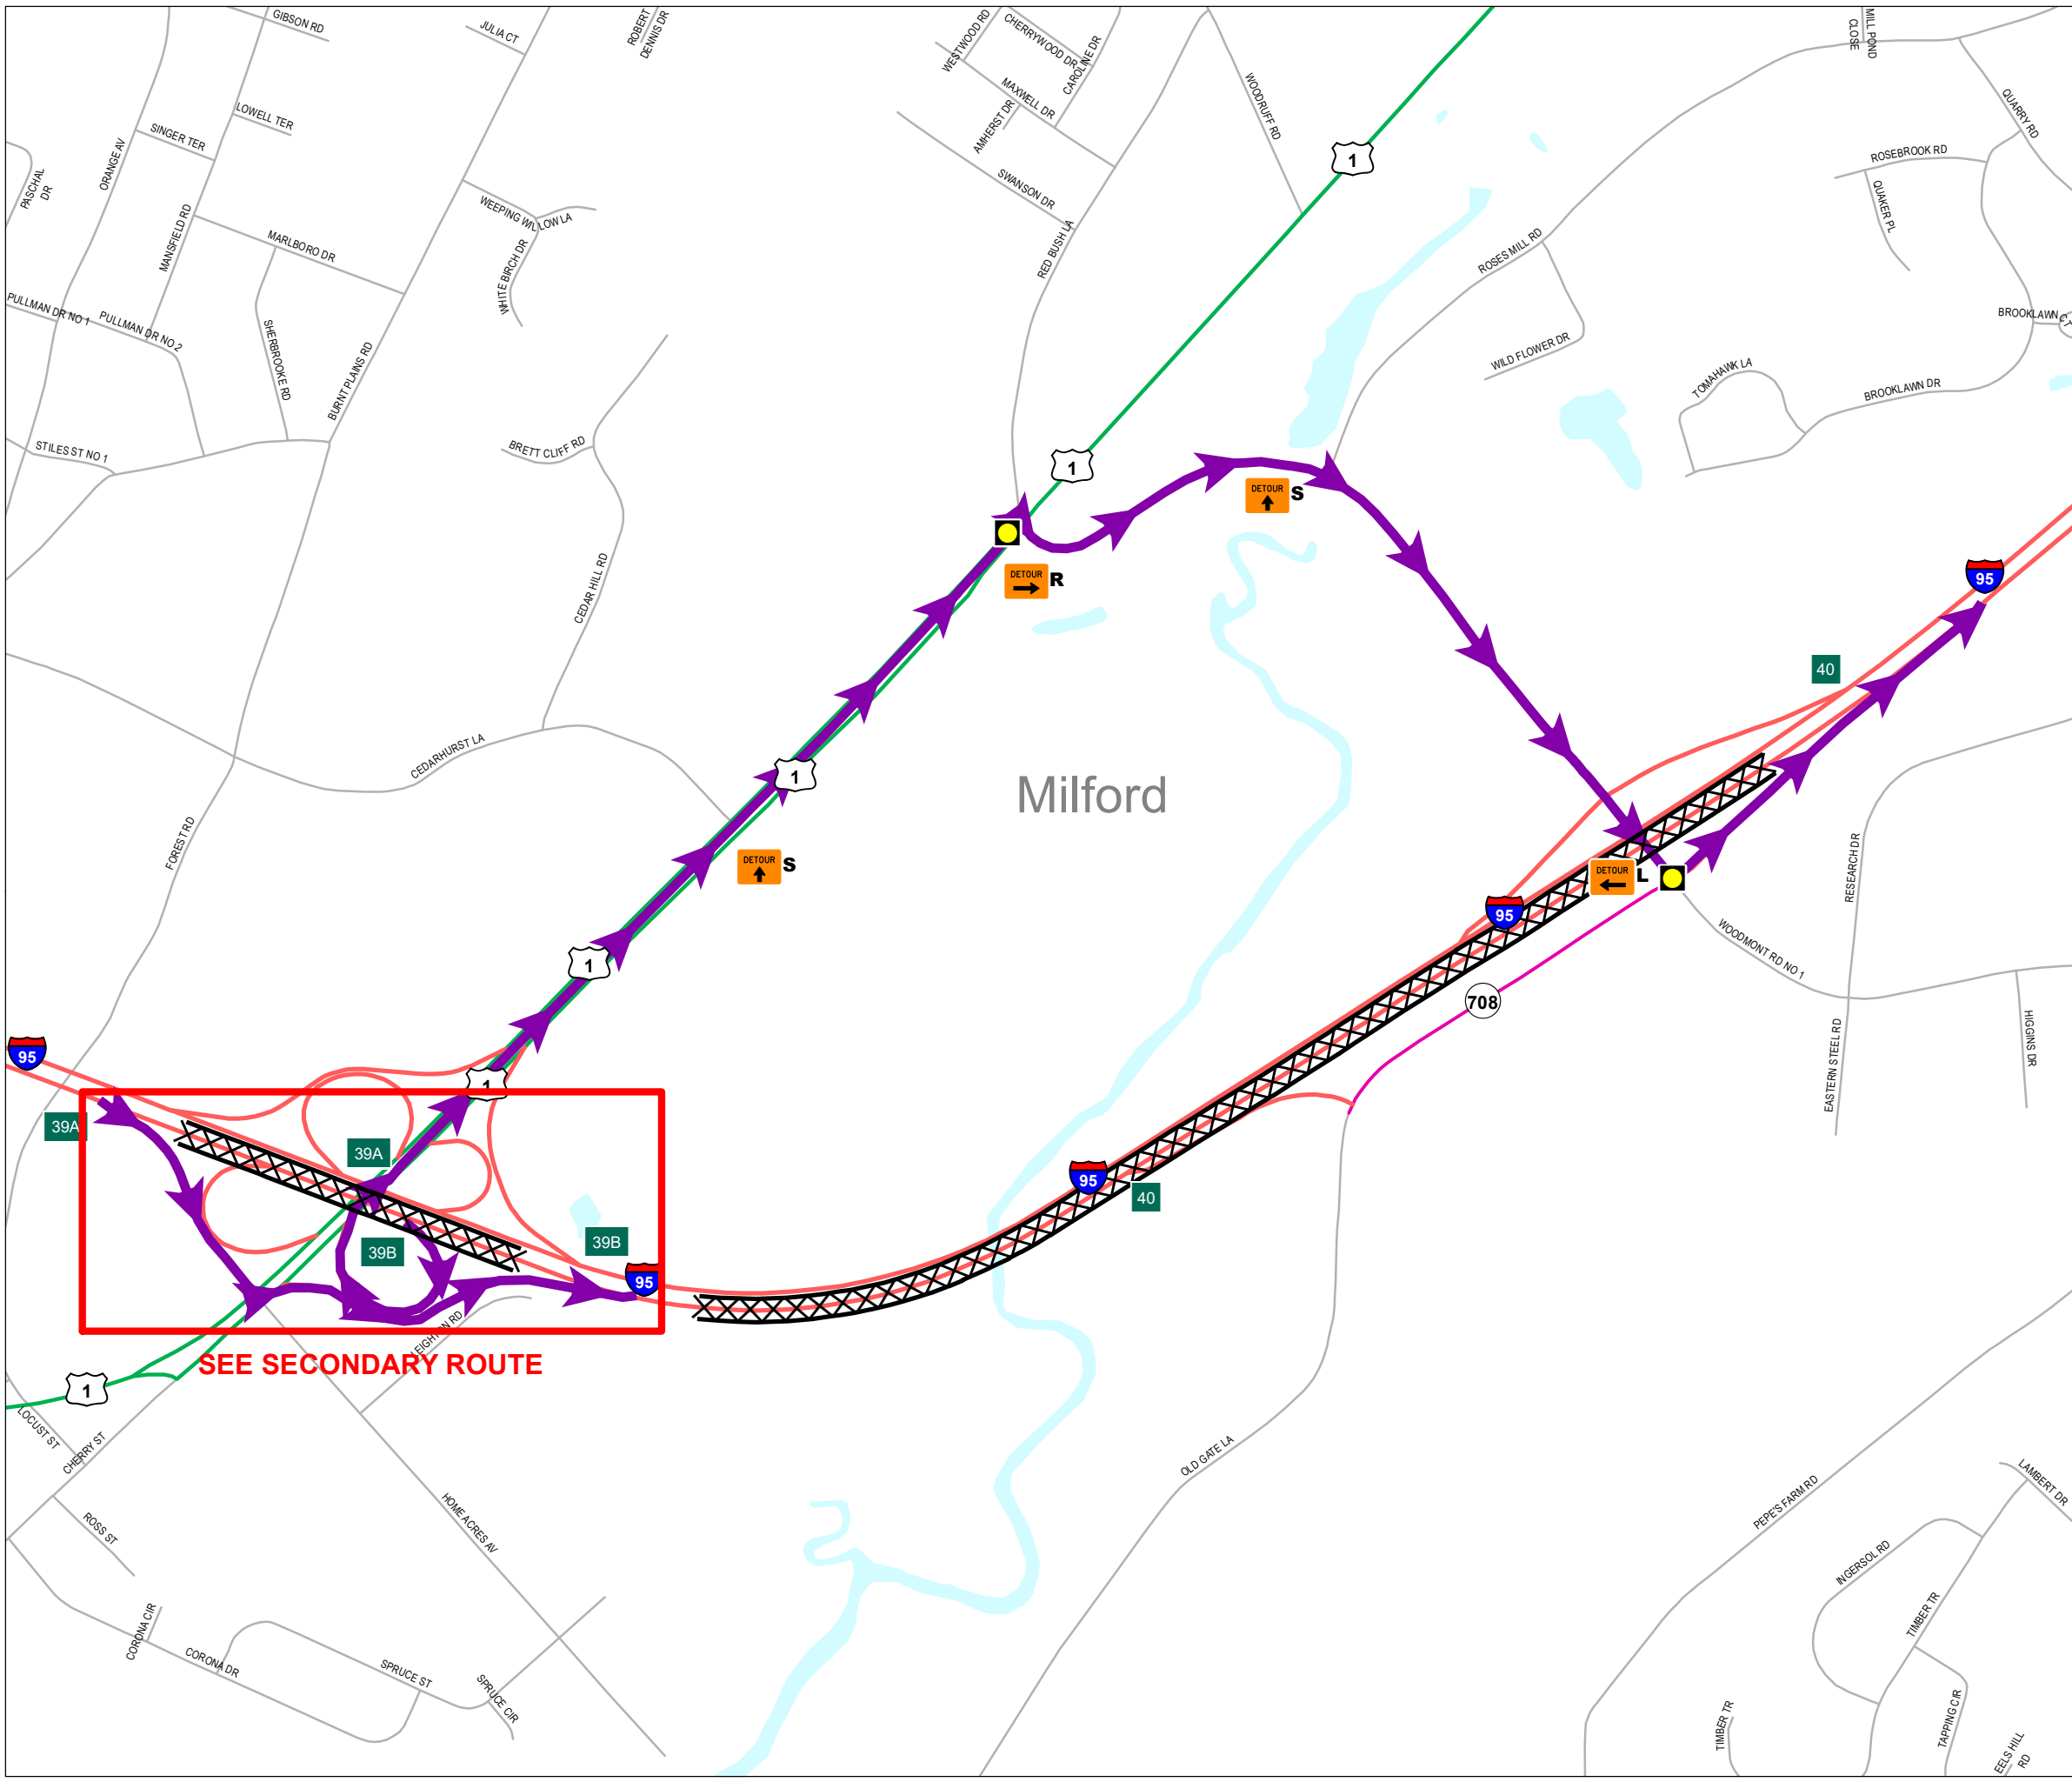 GIBSON RD
JULIA CT
ROBERT
DENNIS DR
WESTWOOD RD
CHERRYWOOD DR
CAROLINE DR
MAXWELL DR
AMHERST DR
SWANSON DR
WOODRUFF RD
MILL POND
CLOSE
QUARRY RD
ROSEBROOK RD
QUAKER PL
LOWELL TER
SINGER TER
ORANGE AV
PASCHAL
DR
MANSFIELD RD
MARLBORO DR
WEEPING WILLOW LA
WHITE BIRCH DR
RED BUSH LA
1
ROSES MILL RD
PULLMAN DR NO 1
PULLMAN DR NO 2
SHERBROOKE RD
BURNT PLAINS RD
WILD FLOWER DR
TOMAHAWK LA
BROOKLAWN CT
BROOKLAWN DR
STILES ST NO 1
BRETT CLIFF RD
1
DETOUR
S
DETOUR
R
CEDAR HILL RD
95
40
CEDARHURST LA
1
Milford
FOREST RD
DETOUR
S
DETOUR
L
95
RESEARCH DR
WOODMONT RD NO 1
1
708
EASTERN STEEL RD
HIGGINS DR
95
1
39A
39A
39B
39B
95
95
40
LEIGHTON RD
SEE SECONDARY ROUTE
1
LOCUST ST
CHERRY ST
ROSS ST
HOME ACRES AV
OLD GATE LA
PEPE'S FARM RD
LAMBERT DR
INGERSOL RD
TIMBER TR
CORONA CIR
CORONA DR
SPRUCE ST
SPRUCE CIR
TIMBER TR
TAPPING CIR
EELS HILL
RD